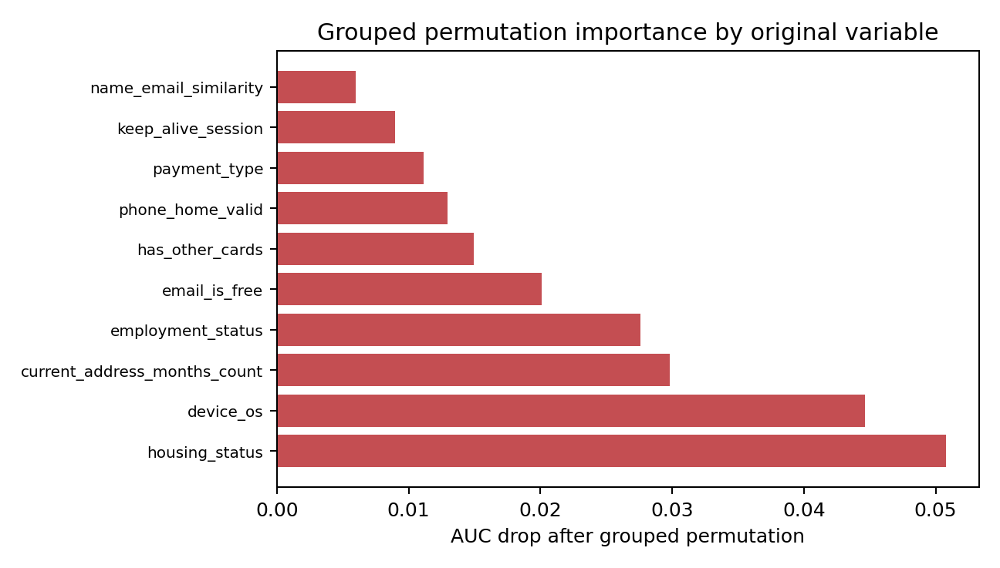 Grouped permutation importance by original variable
name_email_similarity
keep_alive_session
payment_type
phone_home_valid
has_other_cards
email_is_free
employment_status
current_address_months_count
device_os
housing_status
0.00 0.01 0.02 0.03 0.04 0.05
AUC drop after grouped permutation